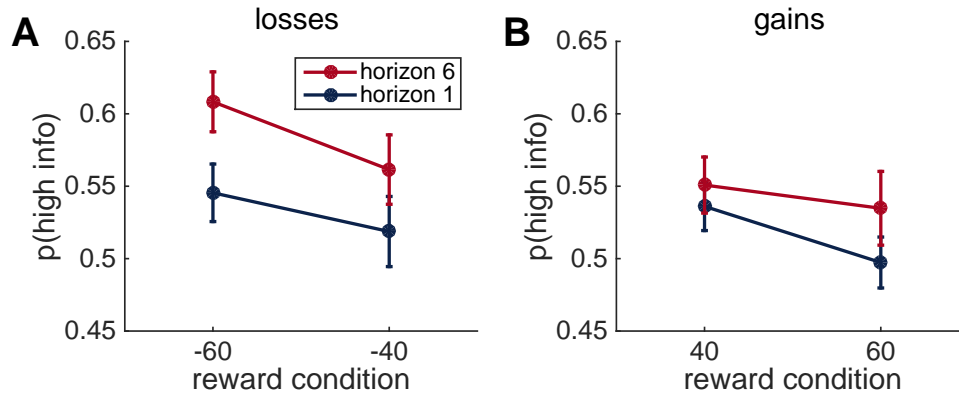 A
losses
0.65
0.6
0.55
0.5
0.45
p(high info)
horizon 6
horizon 1
-60
-40
reward condition
B
gains
0.65
0.6
0.55
0.5
0.45
p(high info)
40
60
reward condition